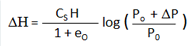 ΔH = C_S H / (1 + e_O) log ( (P_o + ΔP) / P_o )